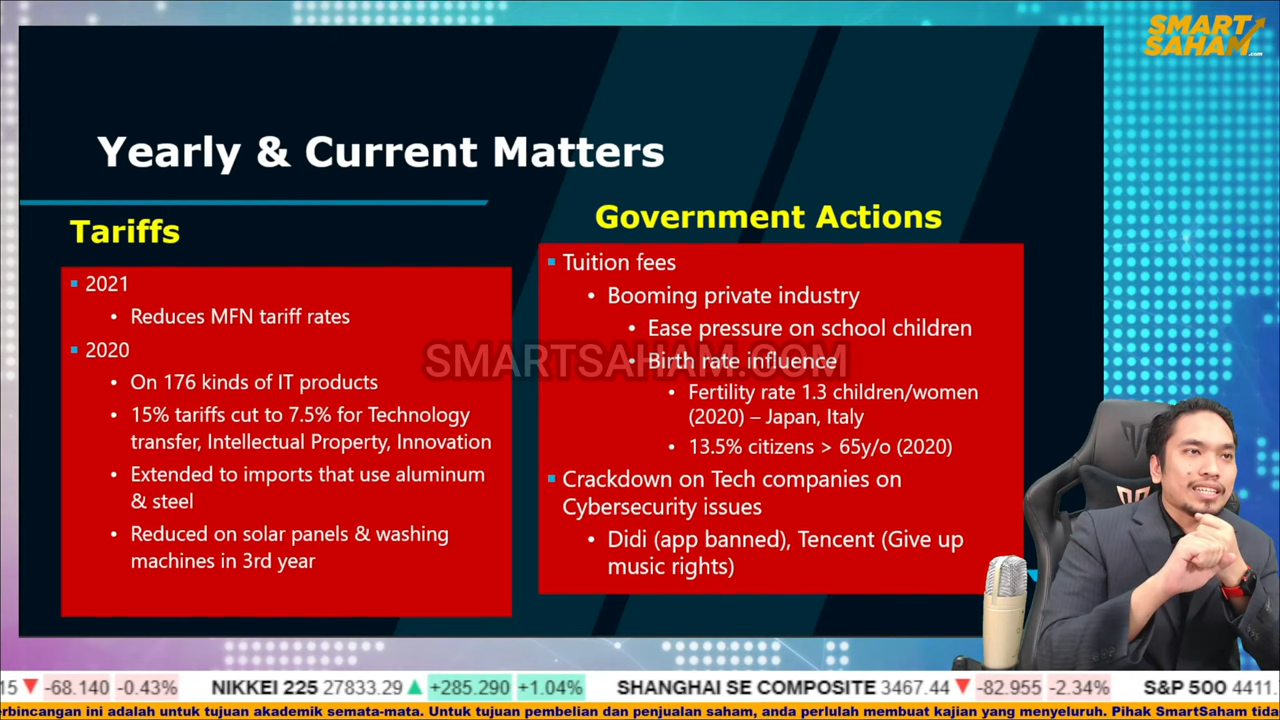 SMART
SAHAM.com
Yearly & Current Matters
Tariffs
2021
Reduces MFN tariff rates
2020
On 176 kinds of IT products
15% tariffs cut to 7.5% for Technology
transfer, Intellectual Property, Innovation
Extended to imports that use aluminum
& steel
Reduced on solar panels & washing
machines in 3rd year
Government Actions
Tuition fees
Booming private industry
Ease pressure on school children
Birth rate influence
Fertility rate 1.3 children/women
(2020) – Japan, Italy
13.5% citizens > 65y/o (2020)
Crackdown on Tech companies on
Cybersecurity issues
Didi (app banned), Tencent (Give up
music rights)
SMARTSAHAM.COM
15 ▼ -68.140 -0.43% NIKKEI 225 27833.29 ▲ +285.290 +1.04% SHANGHAI SE COMPOSITE 3467.44 ▼ -82.955 -2.34% S&P 500 4411.
erbincangan ini adalah untuk tujuan akademik semata-mata. Untuk tujuan pembelian dan penjualan saham, anda perlulah membuat kajian yang menyeluruh. Pihak SmartSaham tida